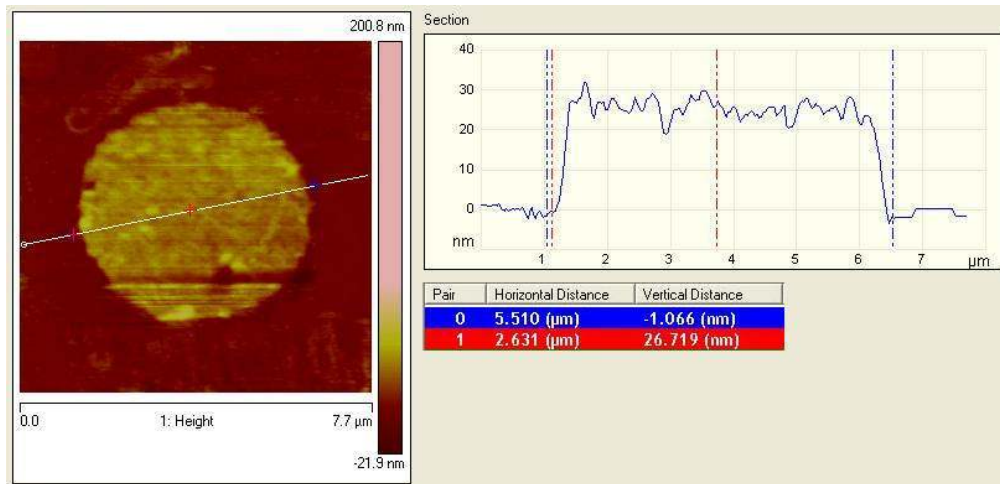 200.8 nm
0.0
1: Height
7.7 µm
-21.9 nm
Section
40
30
20
10
0
nm
1
2
3
4
5
6
7
µm
Pair Horizontal Distance Vertical Distance
0 5.510 (µm) -1.066 (nm)
1 2.631 (µm) 26.719 (nm)